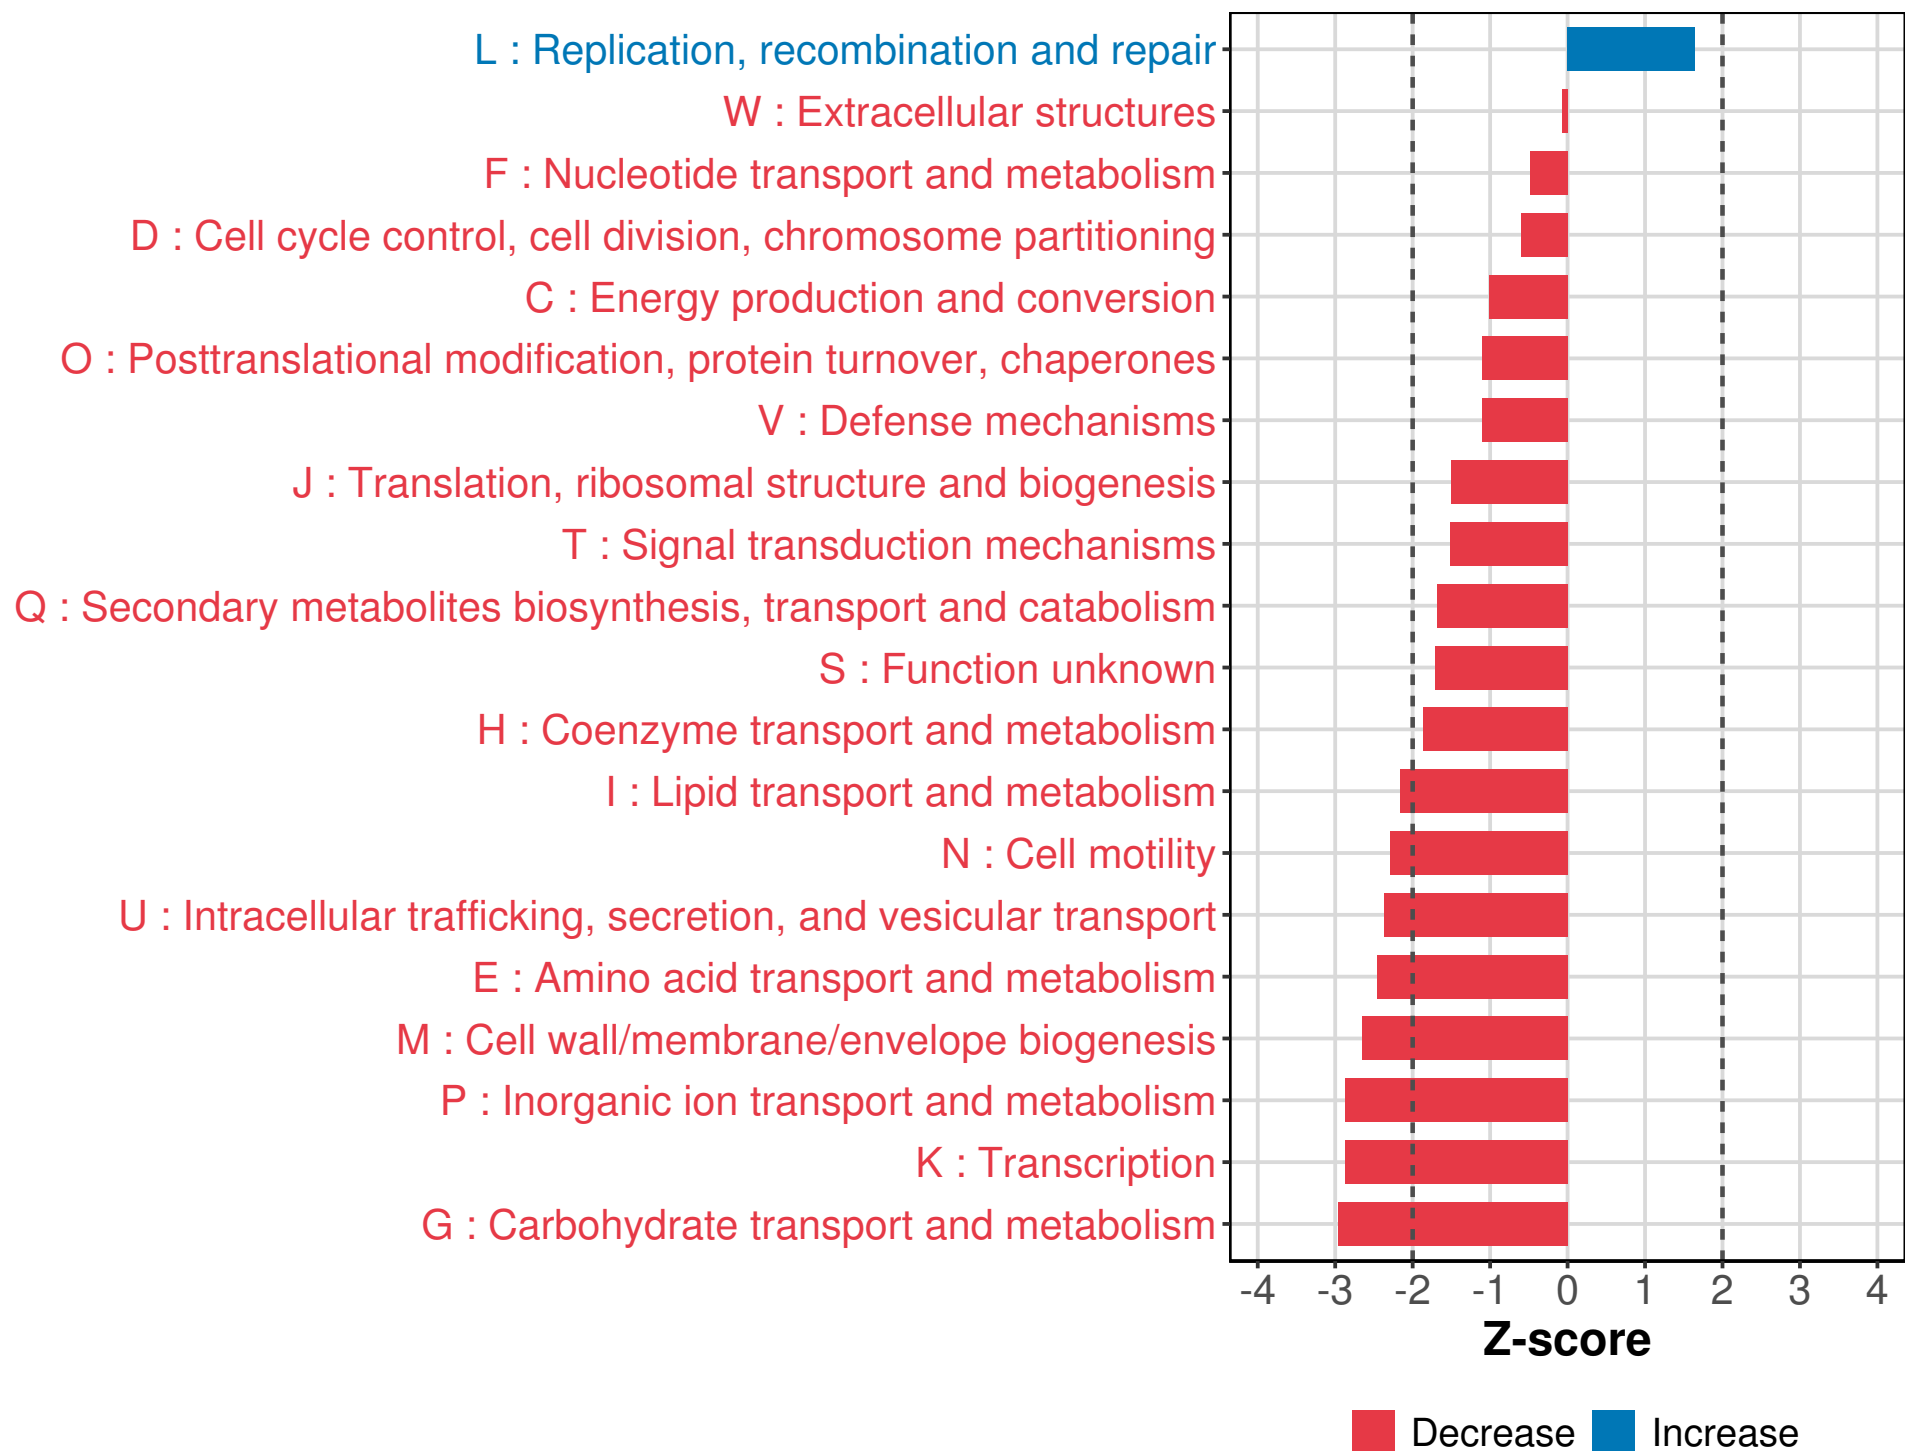 L : Replication, recombination and repair
W : Extracellular structures
F : Nucleotide transport and metabolism
D : Cell cycle control, cell division, chromosome partitioning
C : Energy production and conversion
O : Posttranslational modification, protein turnover, chaperones
V : Defense mechanisms
J : Translation, ribosomal structure and biogenesis
T : Signal transduction mechanisms
Q : Secondary metabolites biosynthesis, transport and catabolism
S : Function unknown
H : Coenzyme transport and metabolism
I : Lipid transport and metabolism
N : Cell motility
U : Intracellular trafficking, secretion, and vesicular transport
E : Amino acid transport and metabolism
M : Cell wall/membrane/envelope biogenesis
P : Inorganic ion transport and metabolism
K : Transcription
G : Carbohydrate transport and metabolism
-4 -3 -2 -1 0 1 2 3 4
Z-score
Decrease Increase